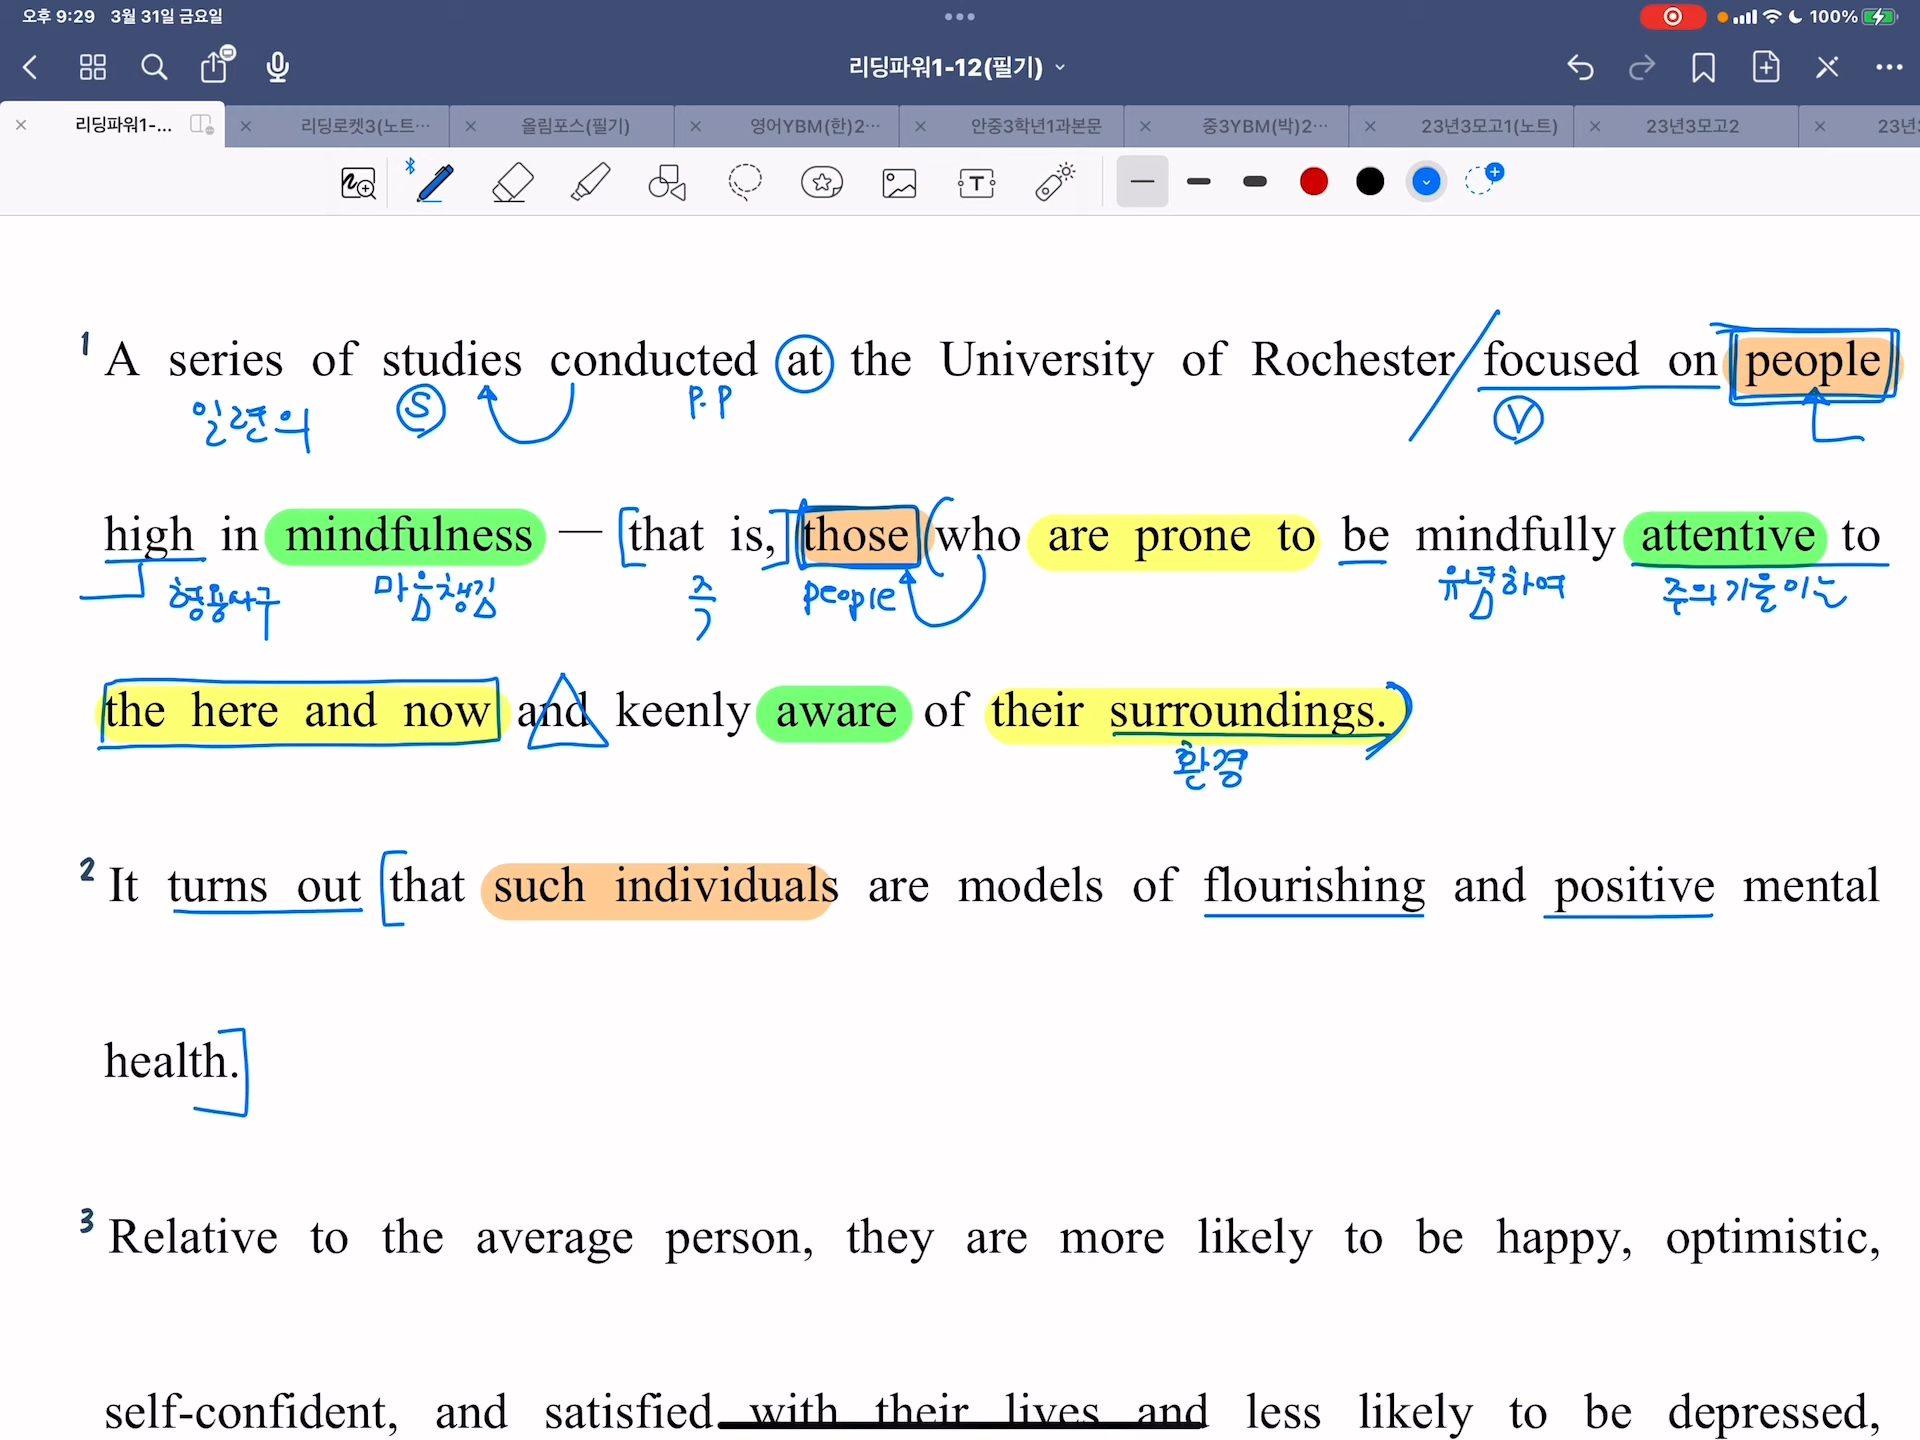 오후 9:29 3월 31일 금요일
100%
리딩파워1-12(필기)
리딩파워1-...
리딩로켓3(노트...
올림포스(필기)
영어YBM(한)2...
안중3학년1과본문
중3YBM(박)2...
23년3모고1(노트)
23년3모고2
23년3
1 A series of studies conducted at the University of Rochester focused on people
일련의 S P.P V
high in mindfulness — that is, those who are prone to be mindfully attentive to
형용사구 마음챙김 즉 people 유념하여 주의 기울이는
the here and now and keenly aware of their surroundings.
환경
2 It turns out that such individuals are models of flourishing and positive mental
health.
3 Relative to the average person, they are more likely to be happy, optimistic,
self-confident, and satisfied with their lives and less likely to be depressed,